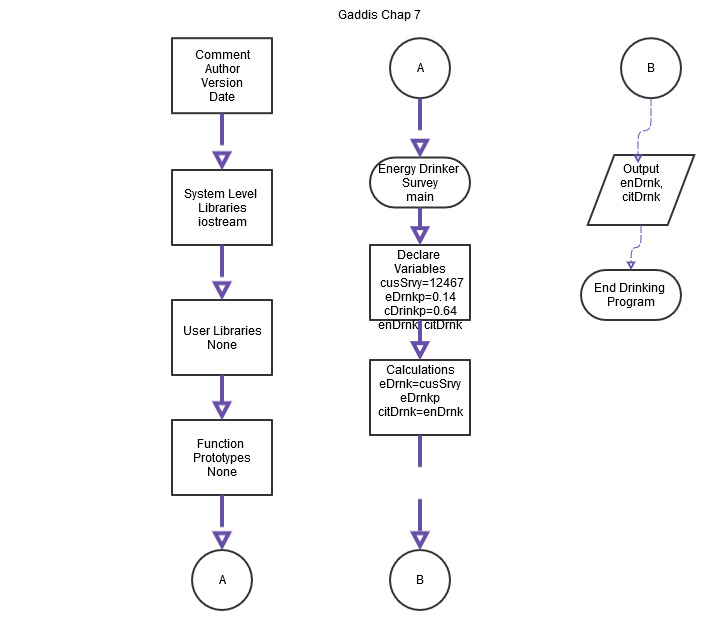 Gaddis Chap 7
Comment
Author
Version
Date
System Level
Libraries
iostream
User Libraries
None
Function
Prototypes
None
A
A
Energy Drinker
Survey
main
Declare
Variables
cusSrvy=12467
eDrnkp=0.14
cDrinkp=0.64
enDrnk citDrnk
Calculations
eDrnk=cusSrvy
eDrnkp
citDrnk=enDrnk
B
B
Output
enDrnk,
citDrnk
End Drinking
Program